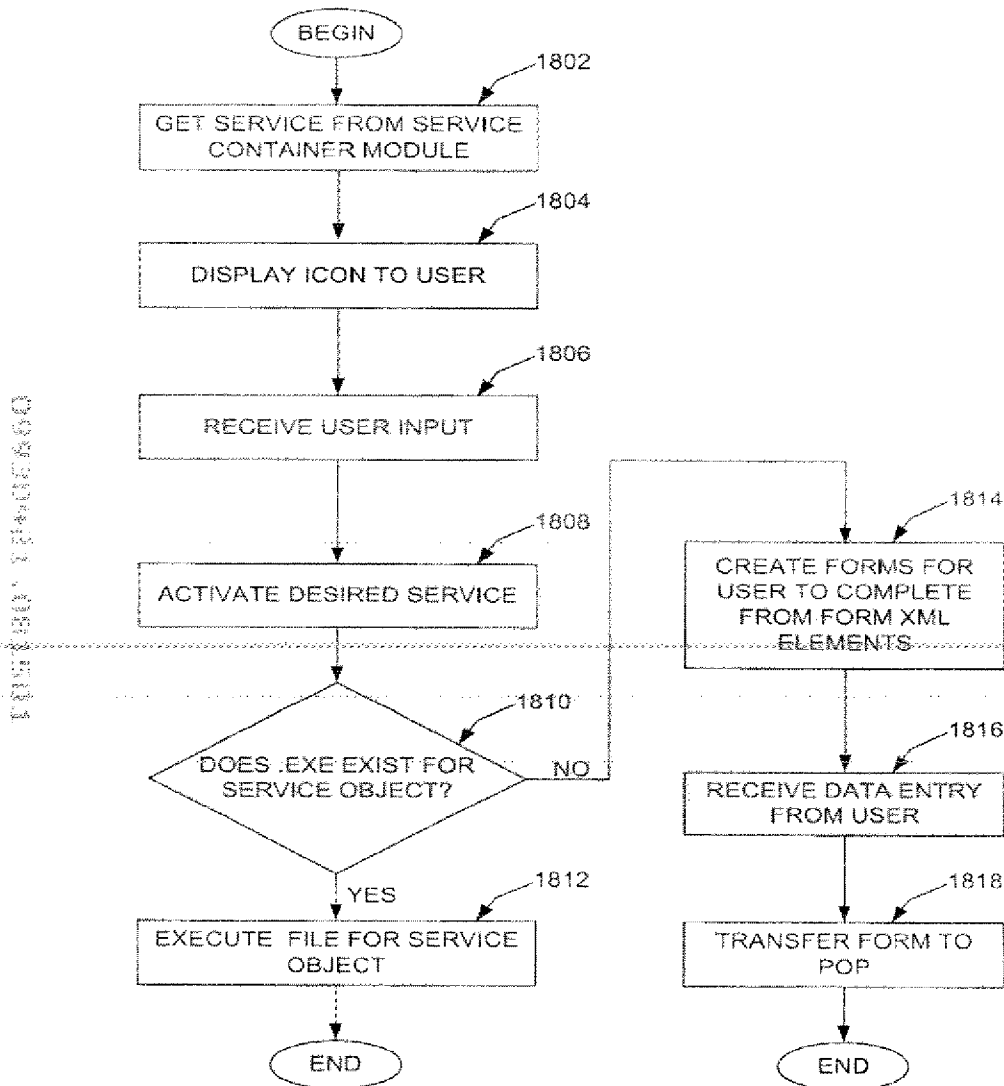 BEGIN
1802
GET SERVICE FROM SERVICE
CONTAINER MODULE
1804
DISPLAY ICON TO USER
1806
RECEIVE USER INPUT
1808
ACTIVATE DESIRED SERVICE
1810
DOES .EXE EXIST FOR
SERVICE OBJECT?
NO
YES
1812
EXECUTE FILE FOR SERVICE
OBJECT
END
1814
CREATE FORMS FOR
USER TO COMPLETE
FROM FORM XML
ELEMENTS
1816
RECEIVE DATA ENTRY
FROM USER
1818
TRANSFER FORM TO
POP
END